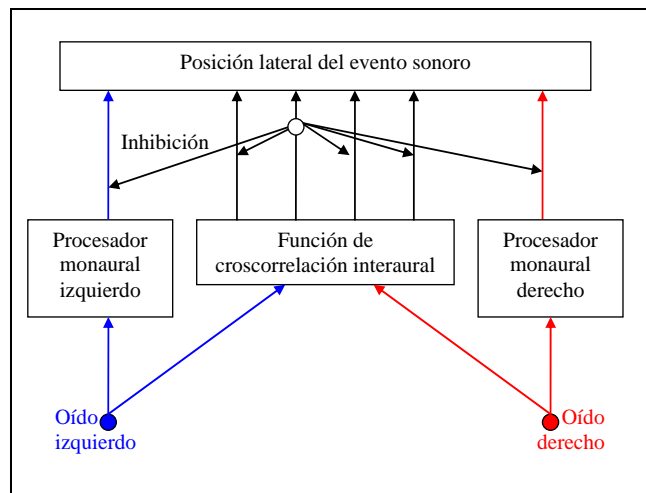 Posición lateral del evento sonoro
Inhibición
Procesador
monaural
izquierdo
Función de
croscorrelación interaural
Procesador
monaural
derecho
Oído
izquierdo
Oído
derecho